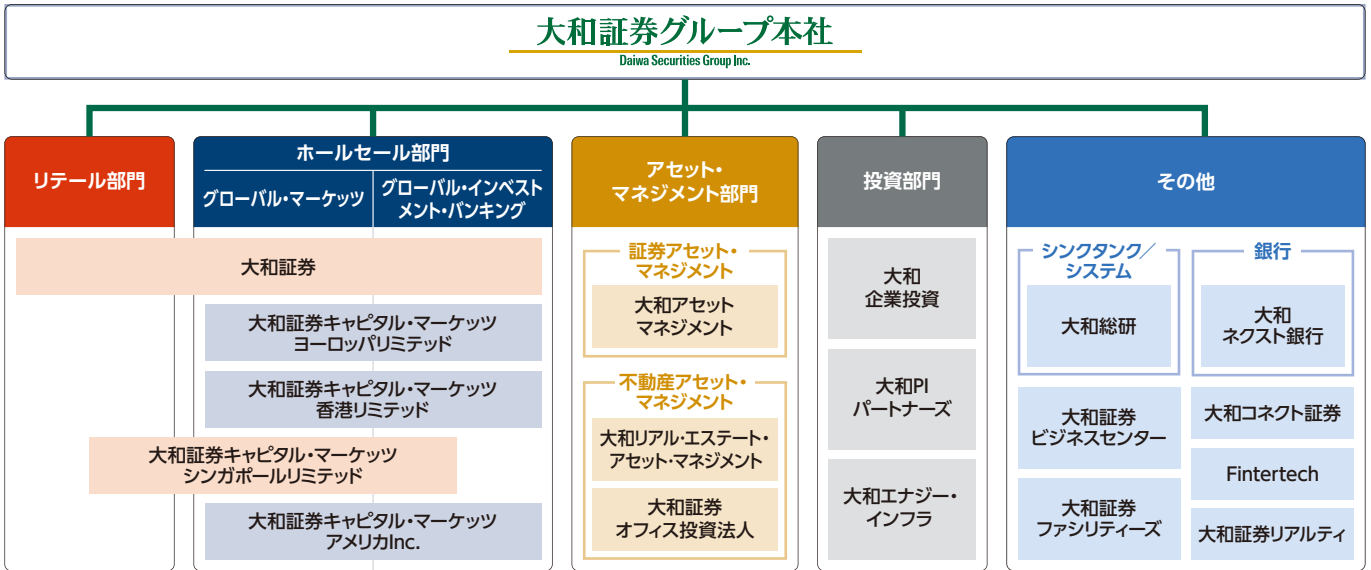 大和証券グループ本社
Daiwa Securities Group Inc.
リテール部門
ホールセール部門
グローバル・マーケッツ
グローバル・インベスト
メント・バンキング
大和証券
大和証券キャピタル・マーケッツ
ヨーロッパリミテッド
大和証券キャピタル・マーケッツ
香港リミテッド
大和証券キャピタル・マーケッツ
シンガポールリミテッド
大和証券キャピタル・マーケッツ
アメリカInc.
アセット・
マネジメント部門
証券アセット・
マネジメント
大和アセット
マネジメント
不動産アセット・
マネジメント
大和リアル・エステート・
アセット・マネジメント
大和証券
オフィス投資法人
投資部門
大和
企業投資
大和PI
パートナーズ
大和エナジー・
インフラ
その他
シンクタンク／
システム
大和総研
大和証券
ビジネスセンター
大和証券
ファシリティーズ
銀行
大和
ネクスト銀行
大和コネクト証券
Fintertech
大和証券リアルティ